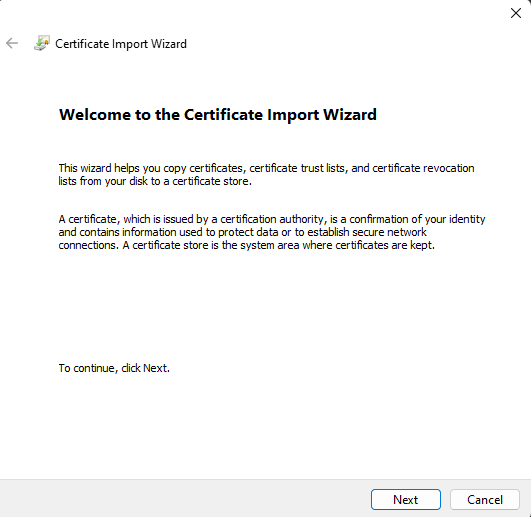 Certificate Import Wizard
Welcome to the Certificate Import Wizard
This wizard helps you copy certificates, certificate trust lists, and certificate revocation
lists from your disk to a certificate store.
A certificate, which is issued by a certification authority, is a confirmation of your identity
and contains information used to protect data or to establish secure network
connections. A certificate store is the system area where certificates are kept.
To continue, click Next.
Next
Cancel